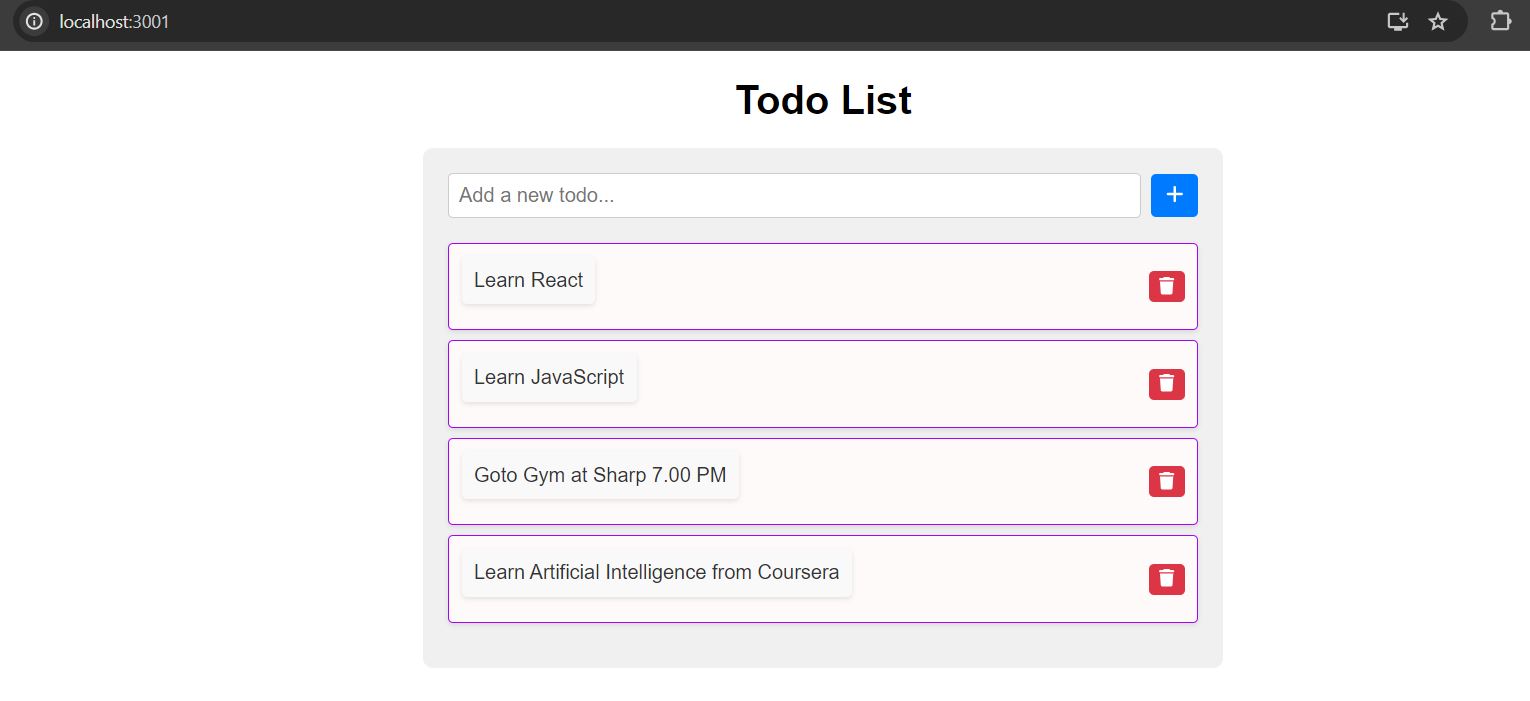 localhost:3001
Todo List
Add a new todo...
Learn React
Learn JavaScript
Goto Gym at Sharp 7.00 PM
Learn Artificial Intelligence from Coursera